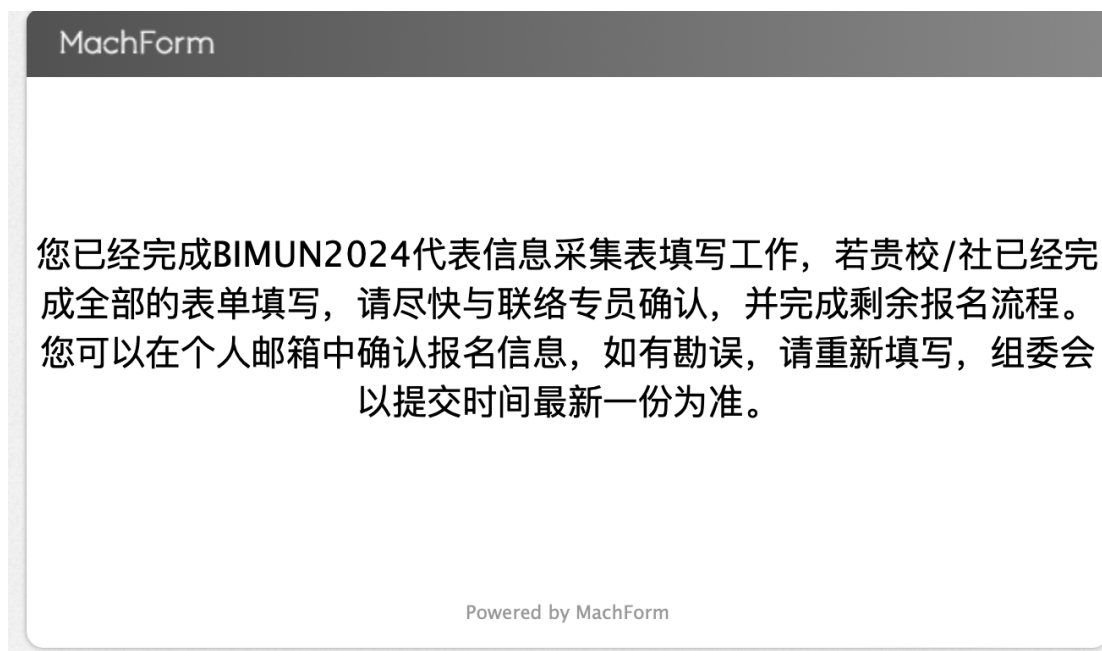 MachForm
您已经完成BIMUN2024代表信息采集表填写工作，若贵校/社已经完
成全部的表单填写，请尽快与联络专员确认，并完成剩余报名流程。
您可以在个人邮箱中确认报名信息，如有勘误，请重新填写，组委会
以提交时间最新一份为准。
Powered by MachForm